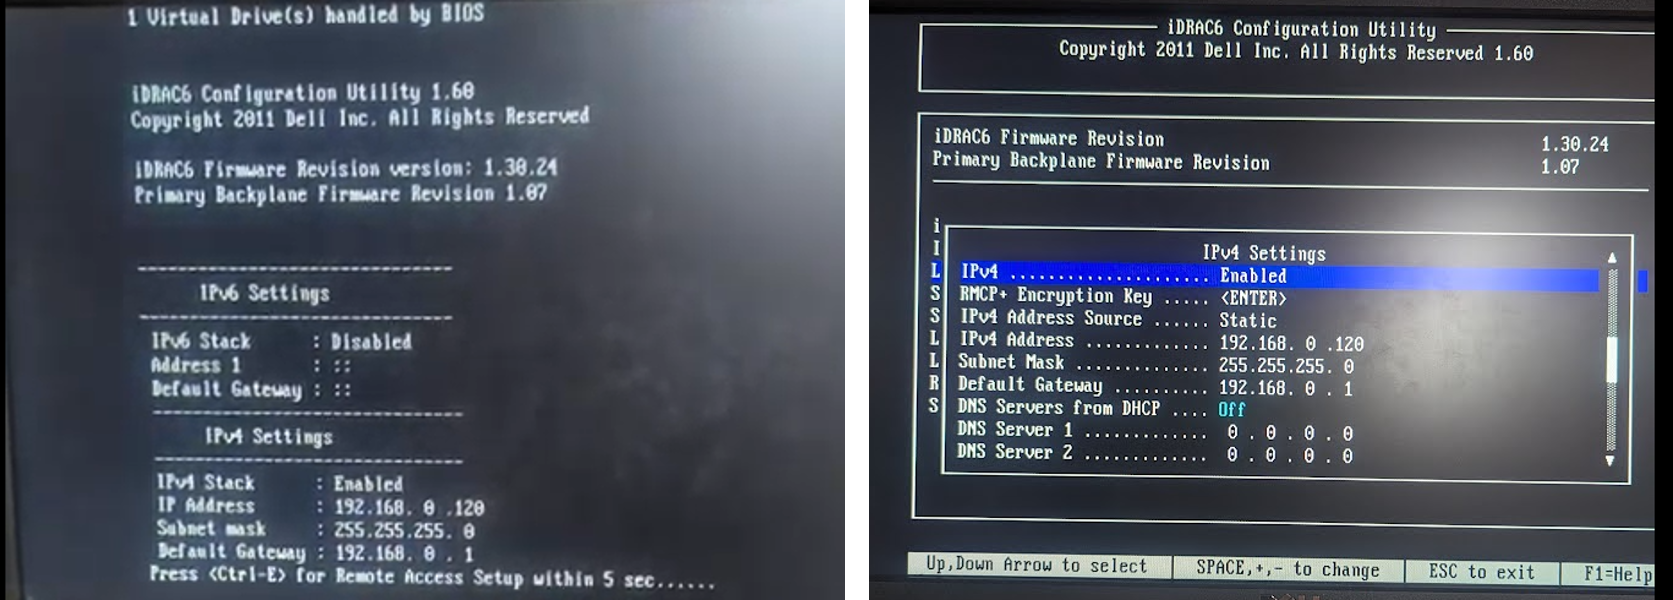 1 Virtual Drive(s) handled by BIOS
iDRAC6 Configuration Utility 1.60
Copyright 2011 Dell Inc. All Rights Reserved
iDRAC6 Firmware Revision version: 1.30.24
Primary Backplane Firmware Revision 1.07
----------------------------------------
IPv6 Settings
----------------------------------------
IPv6 Stack : Disabled
Address 1 : ::
Default Gateway : ::
----------------------------------------
IPv4 Settings
----------------------------------------
IPv4 Stack : Enabled
IP Address : 192.168. 0 .120
Subnet mask : 255.255.255. 0
Default Gateway : 192.168. 0 . 1
Press <Ctrl-E> for Remote Access Setup within 5 sec......
iDRAC6 Configuration Utility
Copyright 2011 Dell Inc. All Rights Reserved 1.60
iDRAC6 Firmware Revision 1.30.24
Primary Backplane Firmware Revision 1.07
i
I
L
S
S
L
L
R
S
IPv4 Settings
IPv4 ..................... Enabled
RMCP+ Encryption Key ..... <ENTER>
IPv4 Address Source ...... Static
IPv4 Address ............. 192.168. 0 .120
Subnet Mask .............. 255.255.255. 0
Default Gateway .......... 192.168. 0 . 1
DNS Servers from DHCP .... Off
DNS Server 1 ............. 0 . 0 . 0 . 0
DNS Server 2 ............. 0 . 0 . 0 . 0
Up,Down Arrow to select SPACE,+,- to change ESC to exit F1=Help